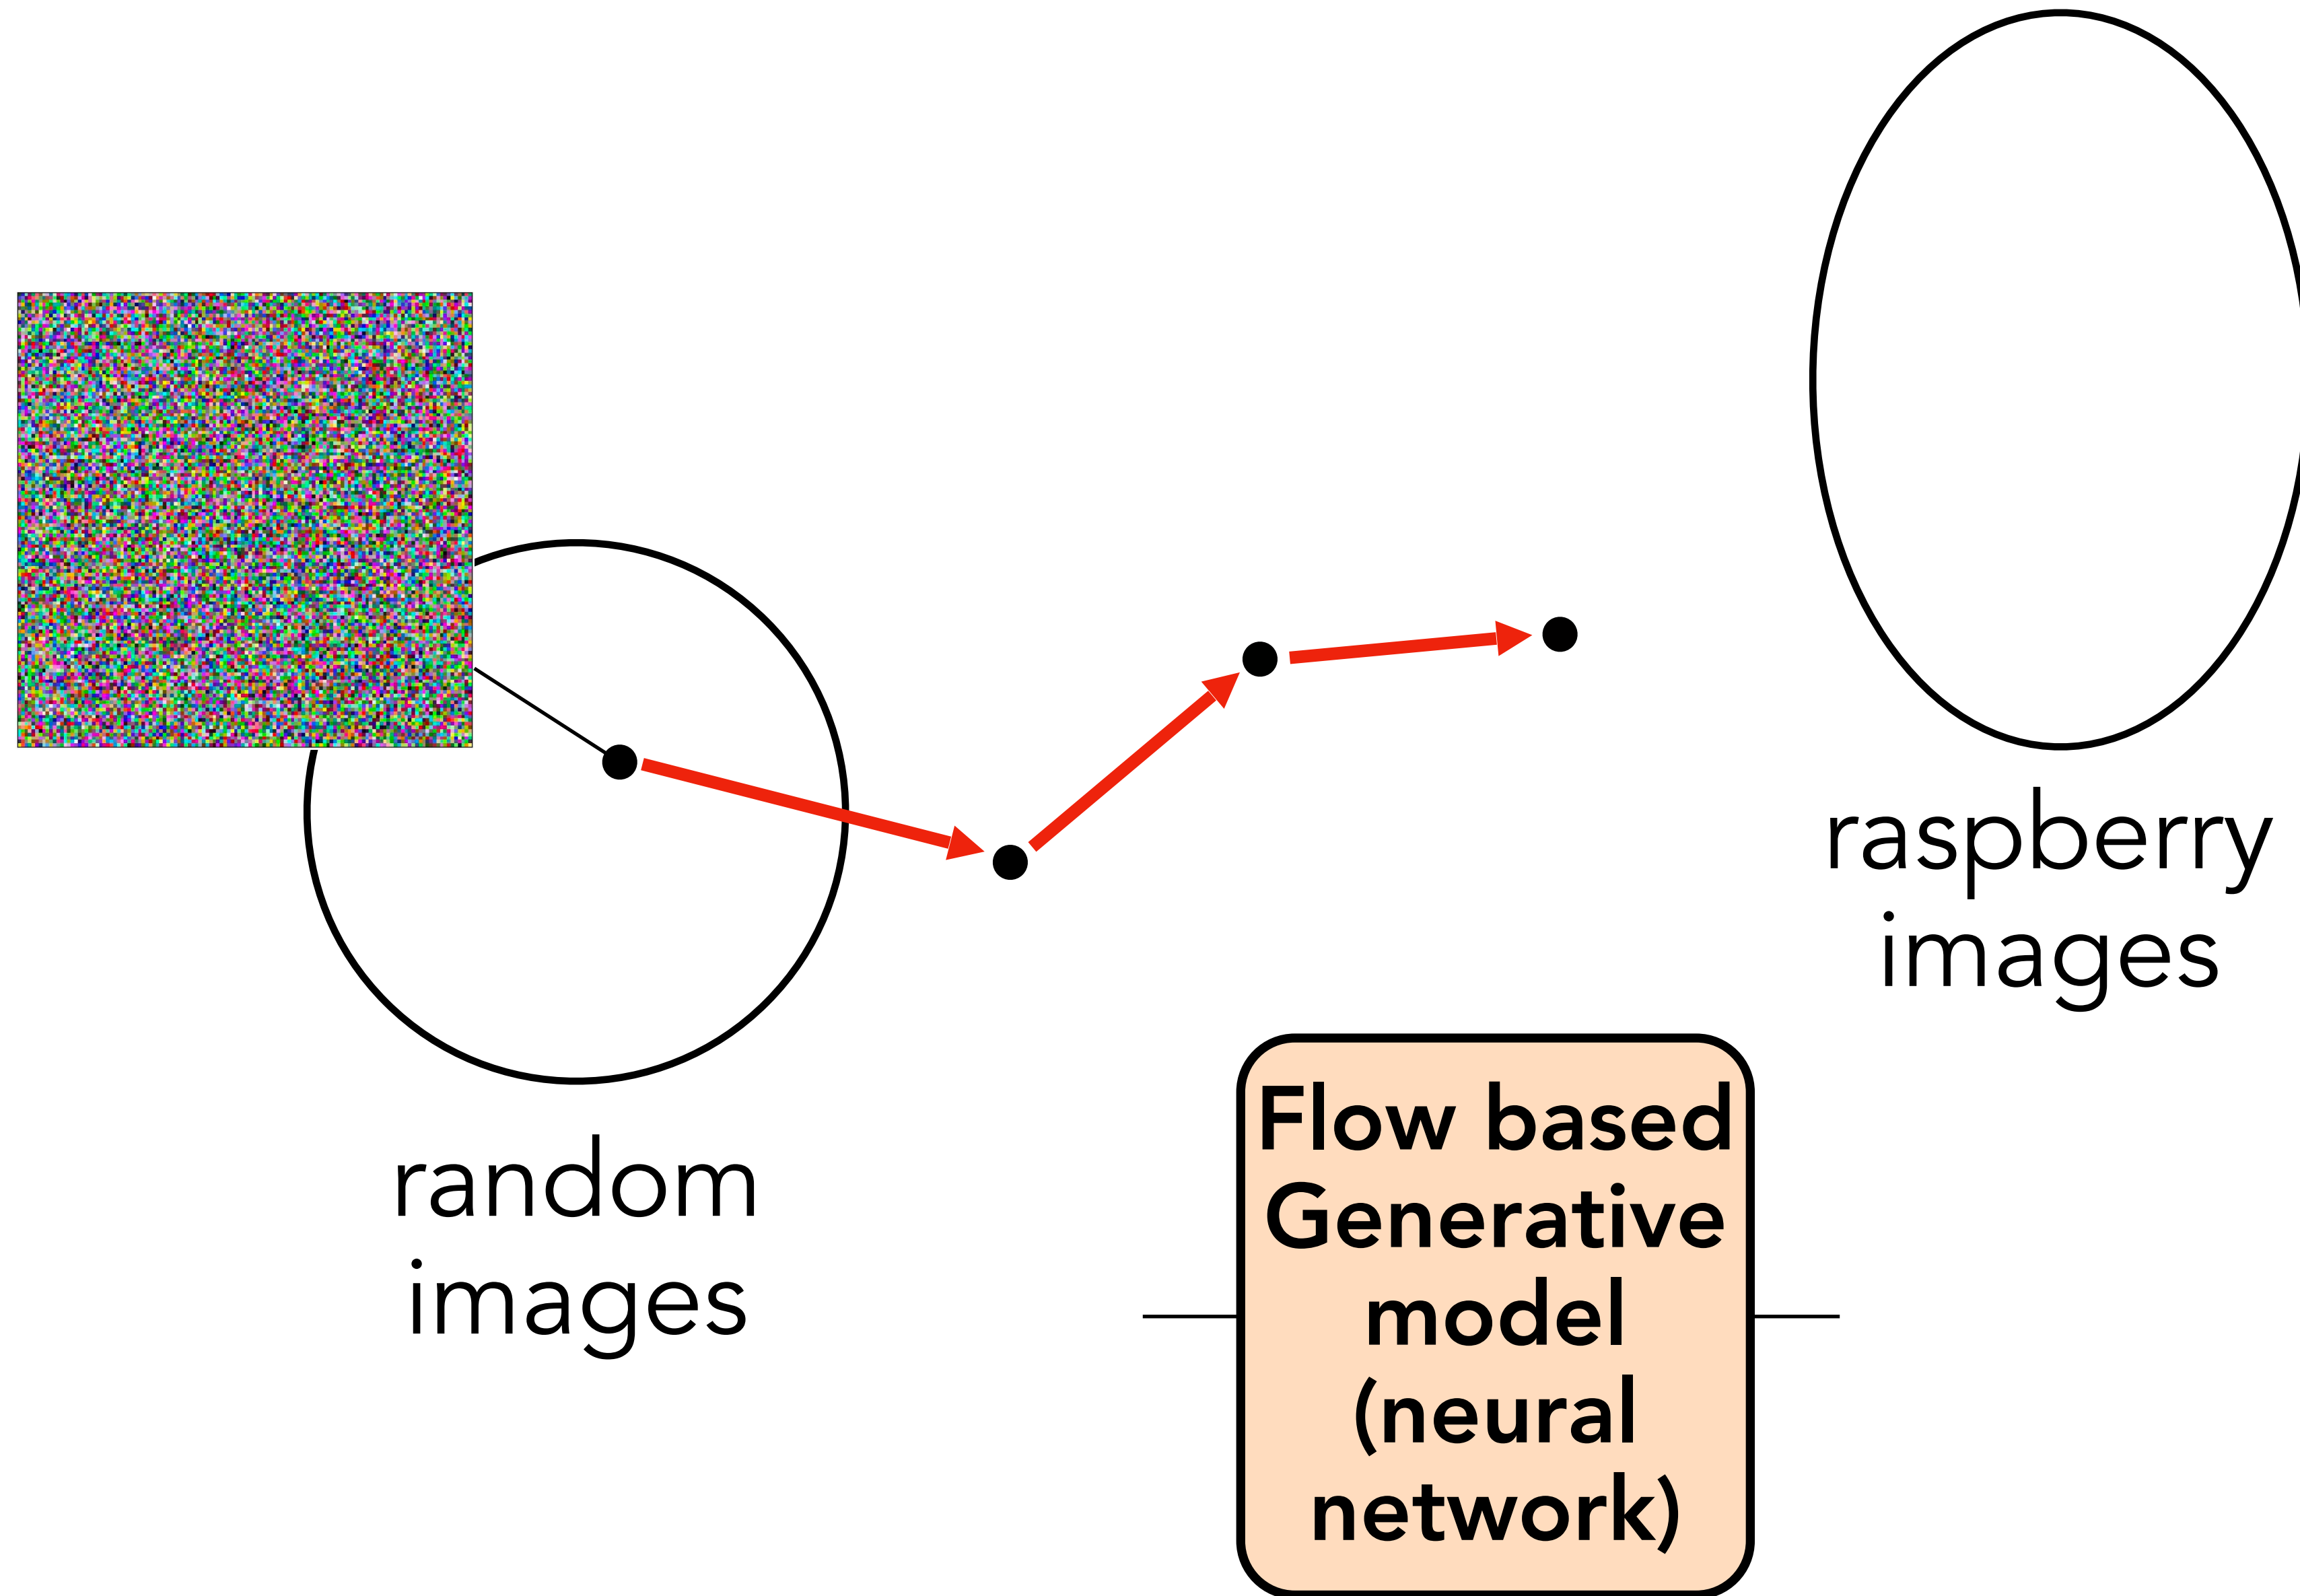 raspberry
images
random
images
Flow based
Generative
model
(neural
network)